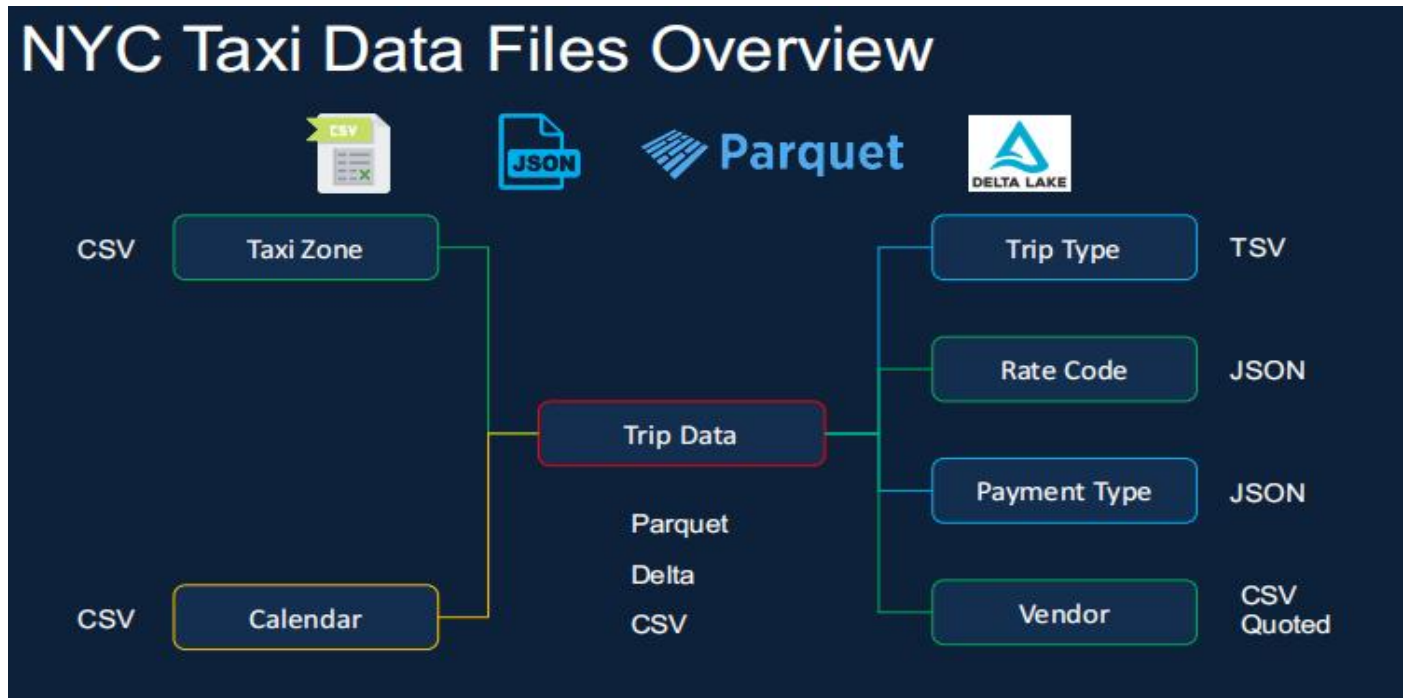 NYC Taxi Data Files Overview
CSV
JSON
Parquet
DELTA LAKE
CSV
Taxi Zone
Trip Type
TSV
Rate Code
JSON
Trip Data
Payment Type
JSON
Parquet
Delta
CSV
CSV
Calendar
Vendor
CSV
Quoted